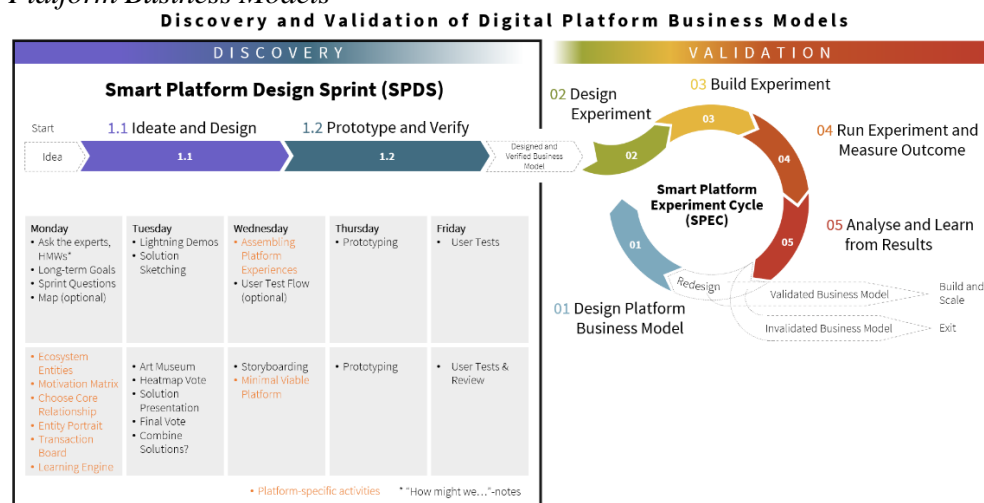 Platform Business Models
Discovery and Validation of Digital Platform Business Models
DISCOVERY
VALIDATION
Smart Platform Design Sprint (SPDS)
Start
1.1 Ideate and Design
1.2 Prototype and Verify
Idea
1.1
1.2
Designed and
Verified Business
Model
Monday
• Ask the experts,
HMWs*
• Long-term Goals
• Sprint Questions
• Map (optional)
Tuesday
• Lightning Demos
• Solution
Sketching
Wednesday
• Assembling
Platform
Experiences
• User Test Flow
(optional)
Thursday
• Prototyping
Friday
• User Tests
• Ecosystem
Entities
• Motivation Matrix
• Choose Core
Relationship
• Entity Portrait
• Transaction
Board
• Learning Engine
• Art Museum
• Heatmap Vote
• Solution
Presentation
• Final Vote
• Combine
Solutions?
• Storyboarding
• Minimal Viable
Platform
• Prototyping
• User Tests &
Review
• Platform-specific activities
* "How might we..."-notes
02 Design
Experiment
03 Build Experiment
04 Run Experiment and
Measure Outcome
05 Analyse and Learn
from Results
01 Design Platform
Business Model
02
03
04
05
01
Smart Platform
Experiment Cycle
(SPEC)
Redesign
Validated Business Model
Build and
Scale
Invalidated Business Model
Exit